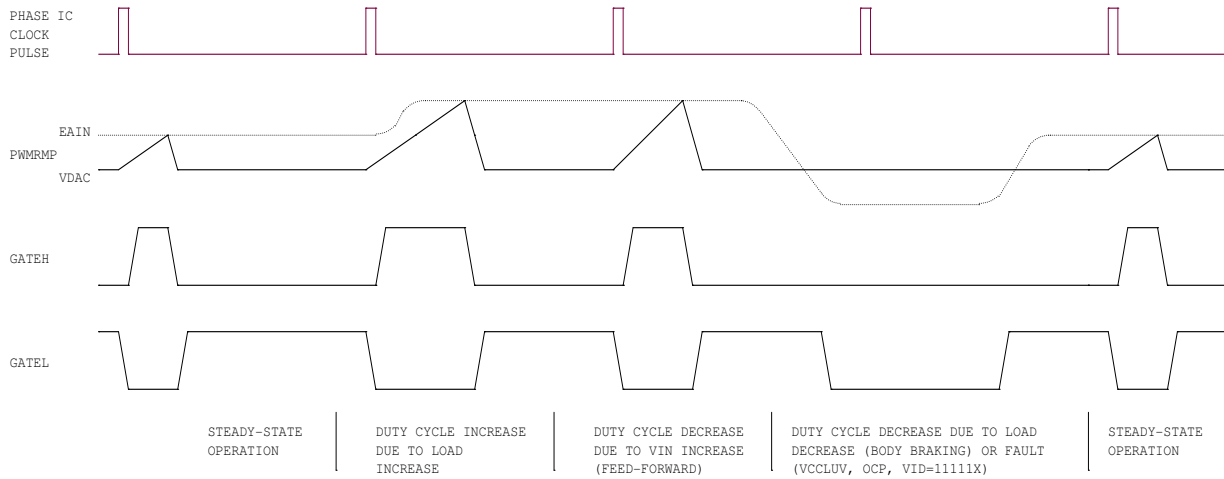 PHASE IC
CLOCK
PULSE
EAIN
PWMRMP
VDAC
GATEH
GATEL
STEADY-STATE
OPERATION
DUTY CYCLE INCREASE
DUE TO LOAD
INCREASE
DUTY CYCLE DECREASE
DUE TO VIN INCREASE
(FEED-FORWARD)
DUTY CYCLE DECREASE DUE TO LOAD
DECREASE (BODY BRAKING) OR FAULT
(VCCLUV, OCP, VID=11111X)
STEADY-STATE
OPERATION